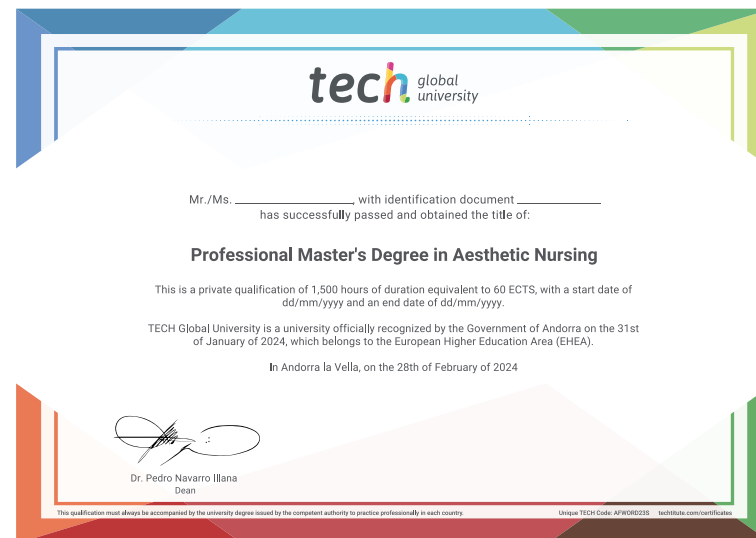 tech global
university
Mr./Ms. __________________, with identification document _____________
has successfully passed and obtained the title of:
Professional Master's Degree in Aesthetic Nursing
This is a private qualification of 1,500 hours of duration equivalent to 60 ECTS, with a start date of
dd/mm/yyyy and an end date of dd/mm/yyyy.
TECH Global University is a university officially recognized by the Government of Andorra on the 31st
of January of 2024, which belongs to the European Higher Education Area (EHEA).
In Andorra la Vella, on the 28th of February of 2024
Dr. Pedro Navarro Illana
Dean
This qualification must always be accompanied by the university degree issued by the competent authority to practice professionally in each country. Unique TECH Code: AFWORD23S techtitute.com/certificates